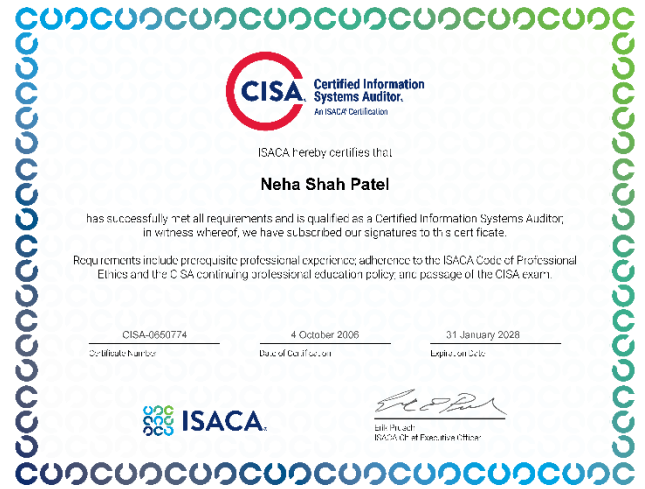 CISA® Certified Information
Systems Auditor®
An ISACA® Certification
ISACA hereby certifies that
Neha Shah Patel
has successfully met all requirements and is qualified as a Certified Information Systems Auditor;
in witness whereof, we have subscribed our signatures to this certificate.
Requirements include prerequisite professional experience; adherence to the ISACA Code of Professional
Ethics and the CISA continuing professional education policy; and passage of the CISA exam.
CISA-0650774 4 October 2006 31 January 2028
Certificate Number Date of Certification Expiration Date
ISACA®
Erik Prusch
ISACA Chief Executive Officer